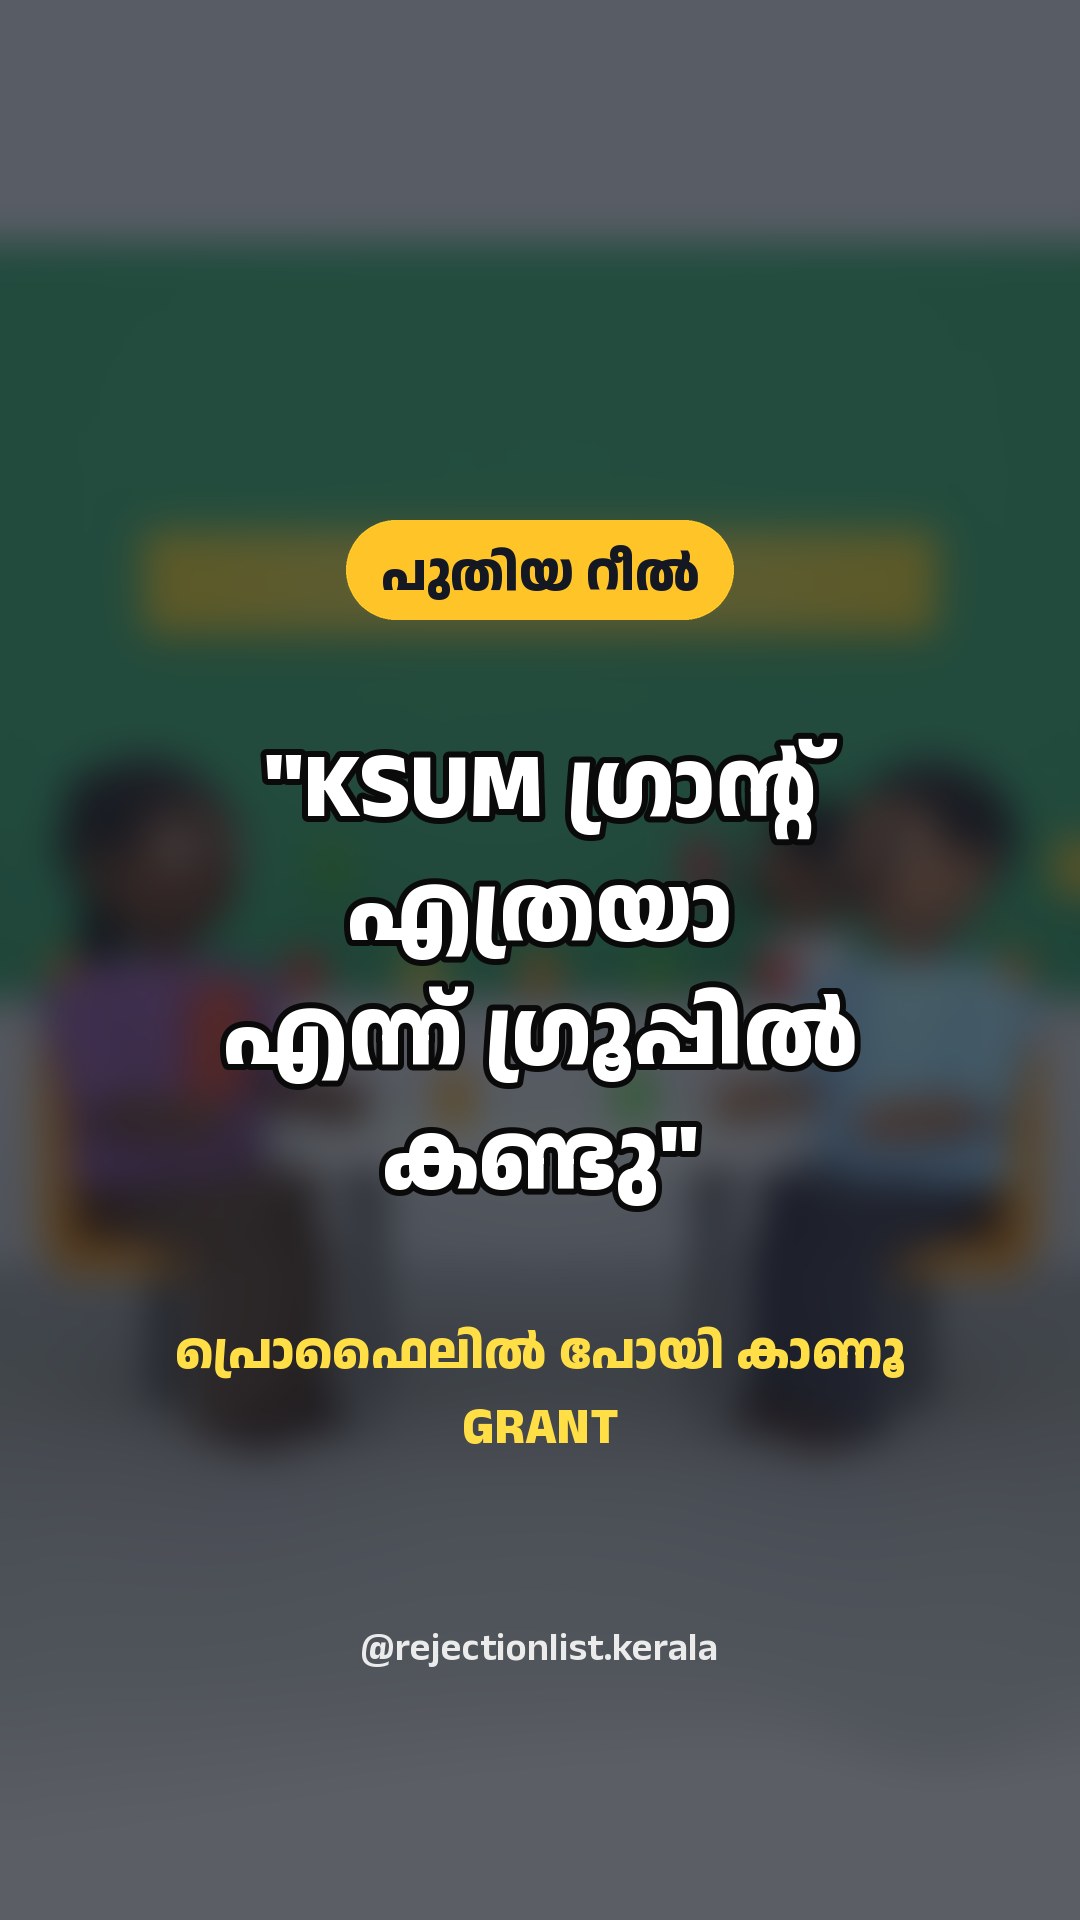 പുതിയ റീൽ
"KSUM ഗ്രാന്റ്
എത്രയാ
എന്ന് ഗ്രൂപ്പിൽ
കണ്ടു"
പ്രൊഫൈലിൽ പോയി കാണൂ
GRANT
@rejectionlist.kerala